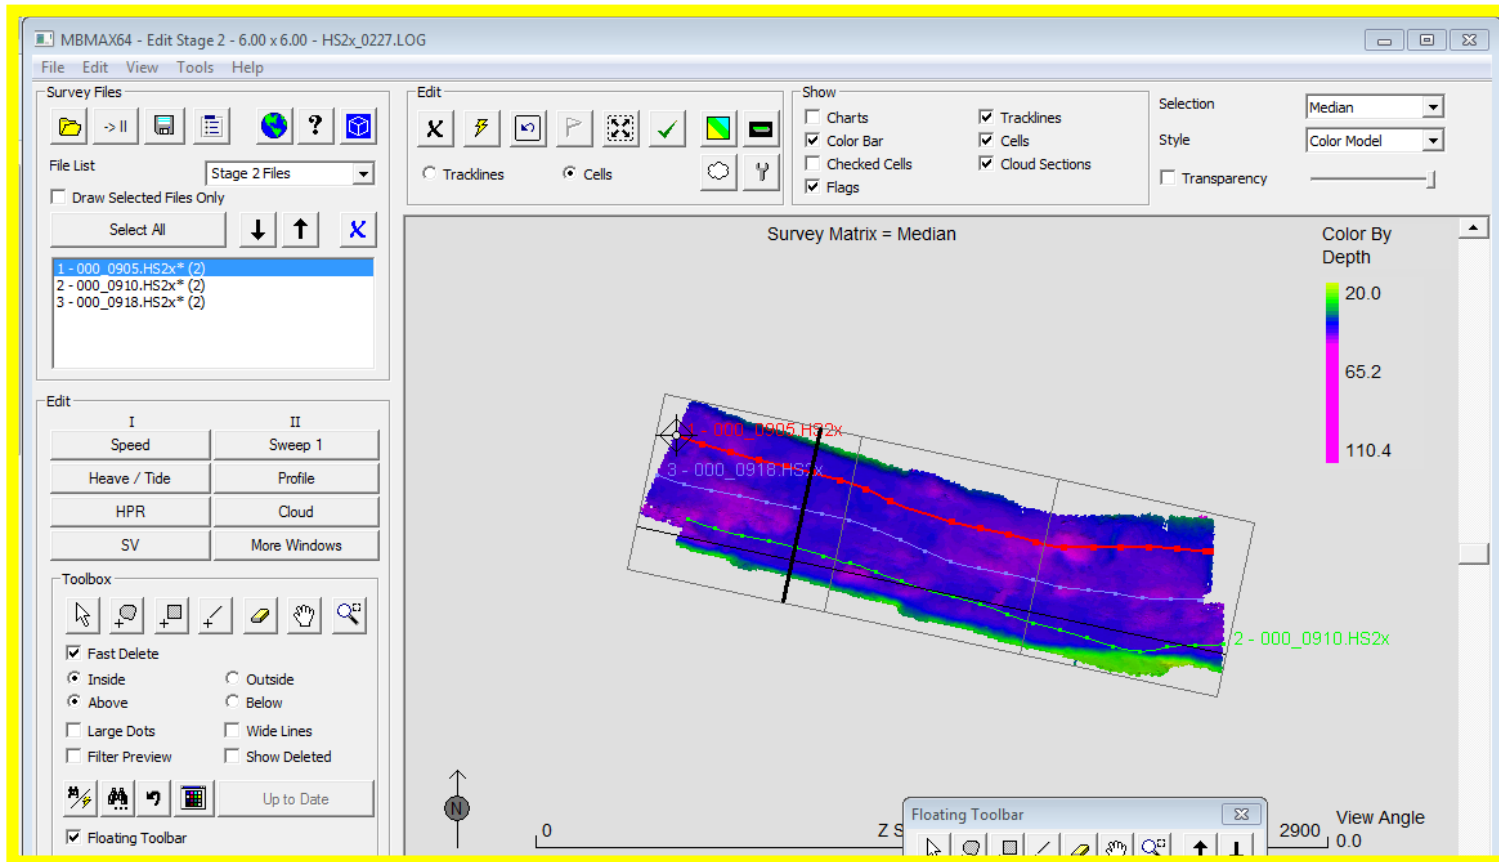 MBMAX64 - Edit Stage 2 - 6.00 x 6.00 - HS2x_0227.LOG
File Edit View Tools Help
Survey Files
-> II
?
File List
Stage 2 Files
Draw Selected Files Only
Select All
X
1 - 000_0905.HS2x* (2)
2 - 000_0910.HS2x* (2)
3 - 000_0918.HS2x* (2)
Edit
I II
Speed Sweep 1
Heave / Tide Profile
HPR Cloud
SV More Windows
Toolbox
Fast Delete
Inside Outside
Above Below
Large Dots Wide Lines
Filter Preview Show Deleted
Up to Date
Floating Toolbar
Edit
X
Tracklines Cells
Show
Charts Tracklines
Color Bar Cells
Checked Cells Cloud Sections
Flags
Selection Median
Style Color Model
Transparency
Survey Matrix = Median
Color By
Depth
20.0
65.2
110.4
1 - 000_0905.HS2x
3 - 000_0918.HS2x
2 - 000_0910.HS2x
N
0 Z S 2900
Floating Toolbar
View Angle
0.0